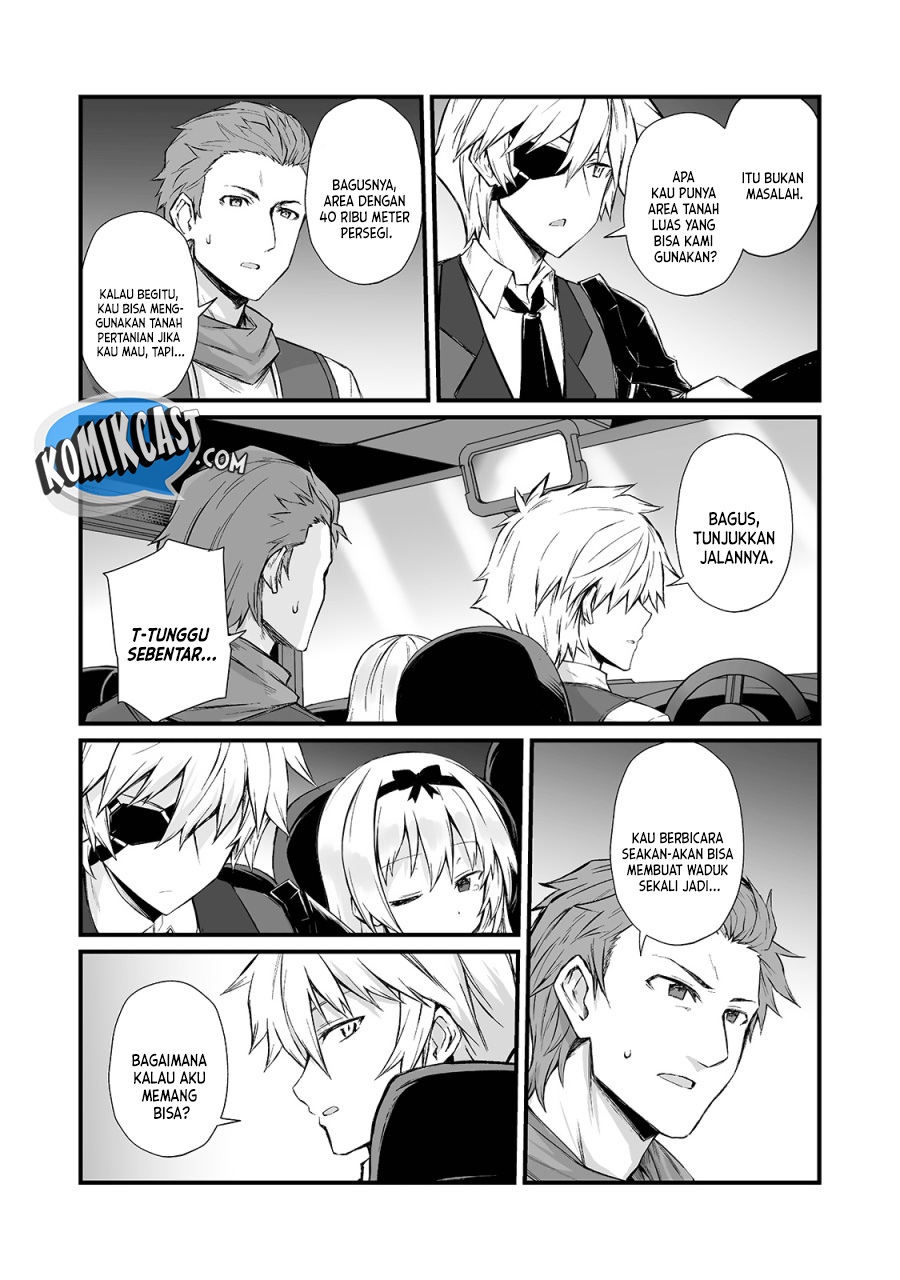 ITU BUKAN
MASALAH.
APA
KAU PUNYA
AREA TANAH
LUAS YANG
BISA KAMI
GUNAKAN?
BAGUSNYA,
AREA DENGAN
40 RIBU METER
PERSEGI.
KALAU BEGITU,
KAU BISA MENG-
GUNAKAN TANAH
PERTANIAN JIKA
KAU MAU, TAPI...
KOMIKCAST
.COM
BAGUS,
TUNJUKKAN
JALANNYA.
T-TUNGGU
SEBENTAR...
KAU BERBICARA
SEAKAN-AKAN BISA
MEMBUAT WADUK
SEKALI JADI...
BAGAIMANA
KALAU AKU
MEMANG
BISA?